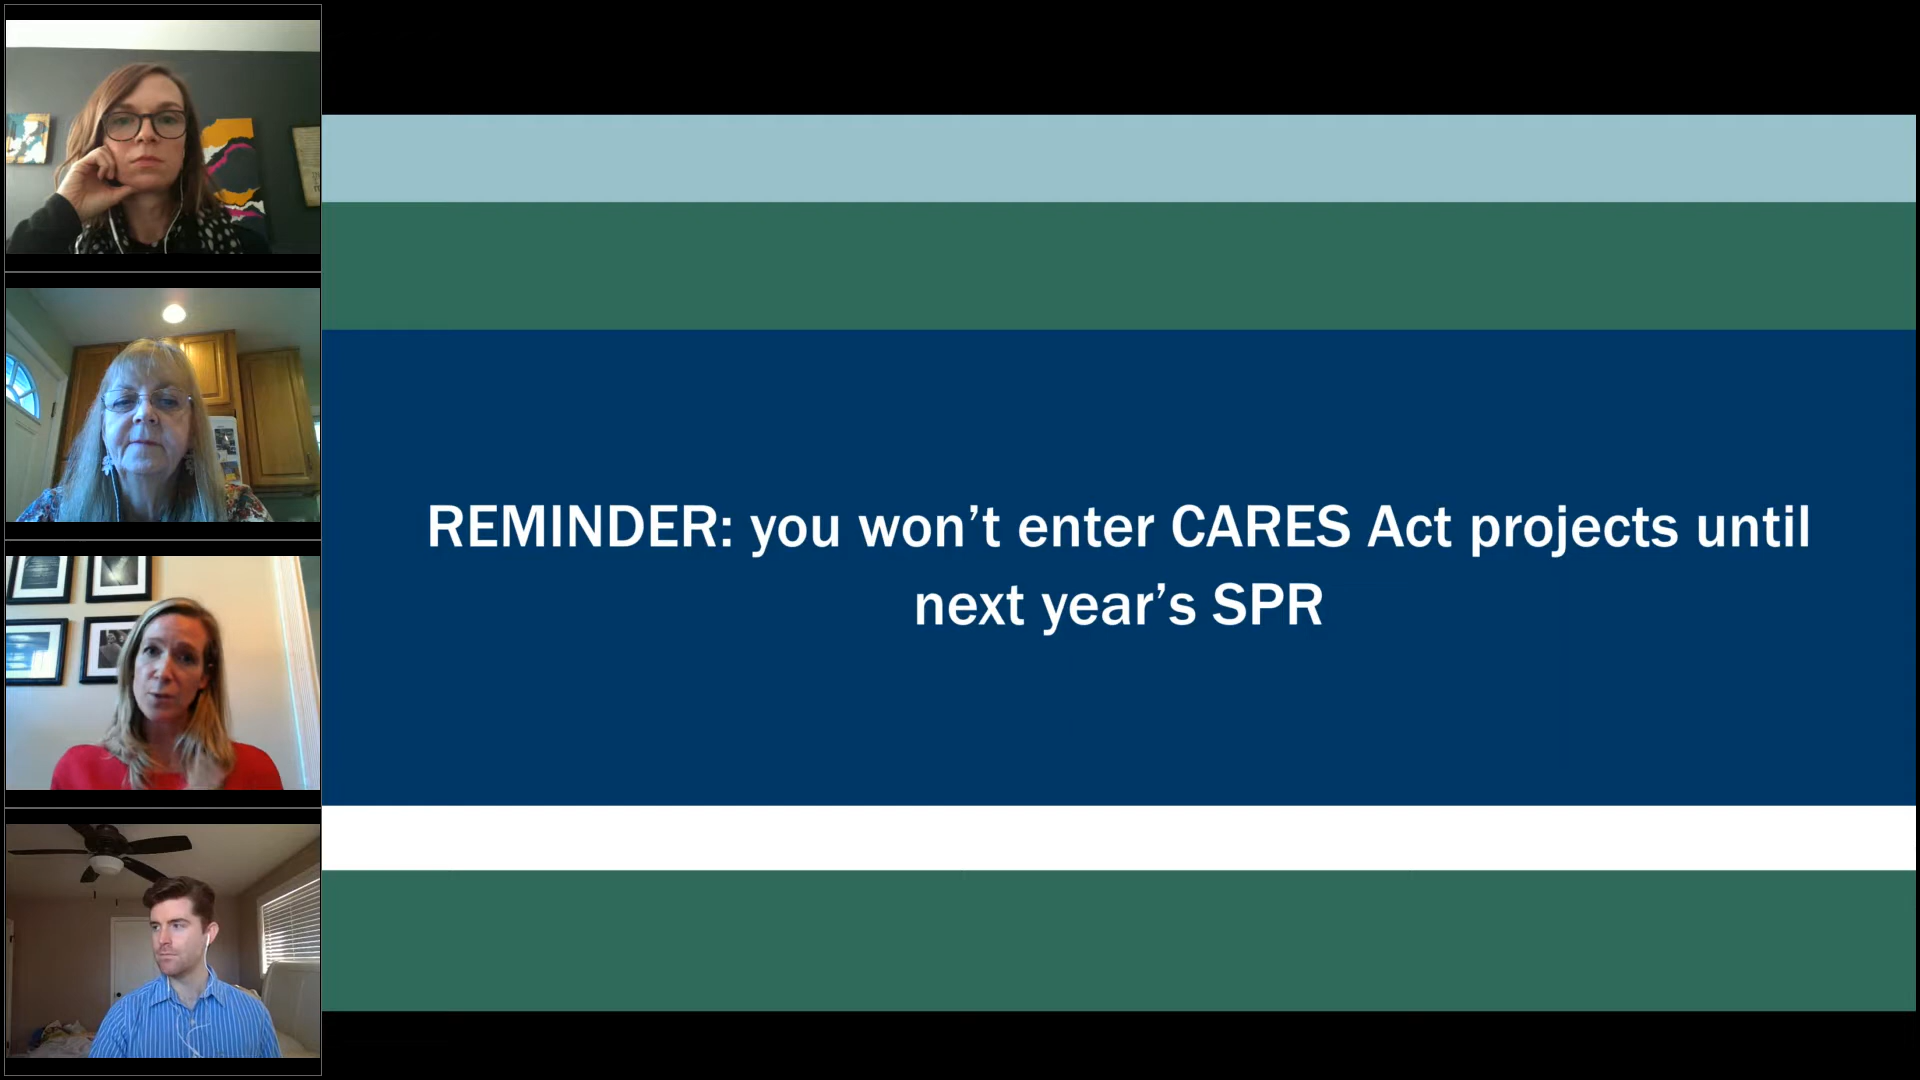 REMINDER: you won’t enter CARES Act projects until
next year’s SPR